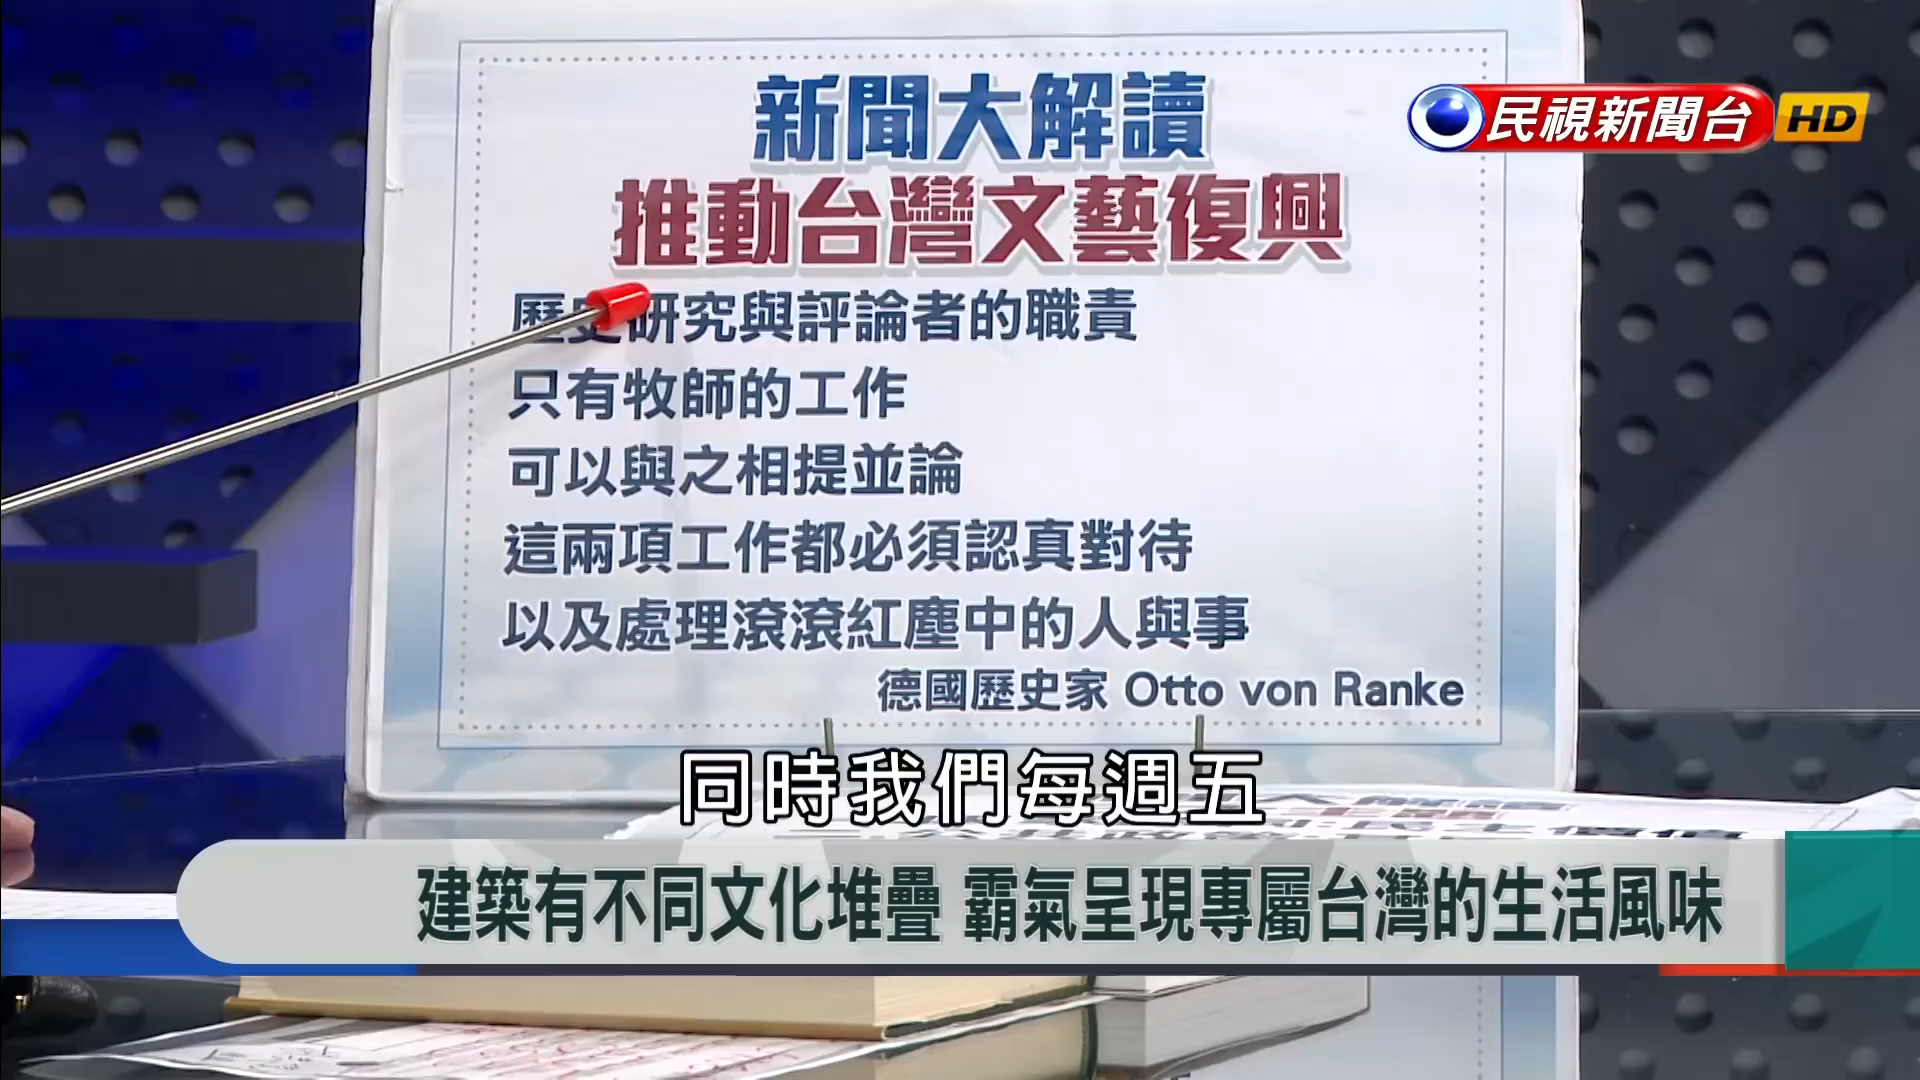 新聞大解讀
推動台灣文藝復興
民視新聞台 HD
歷史研究與評論者的職責
只有牧師的工作
可以與之相提並論
這兩項工作都必須認真對待
以及處理滾滾紅塵中的人與事
德國歷史家 Otto von Ranke
同時我們每週五
建築有不同文化堆疊 霸氣呈現專屬台灣的生活風味